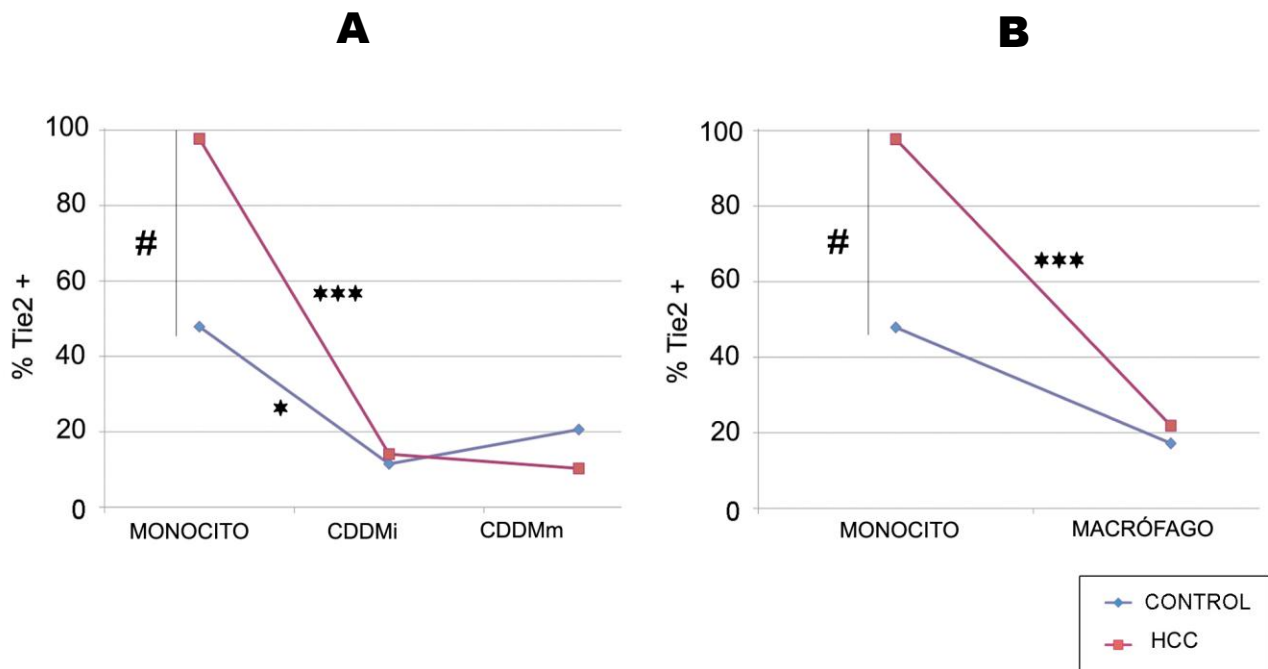 A
% Tie2 +
100
80
60
40
20
0
#
***
*
MONOCITO CDDMi CDDMm
B
% Tie2 +
100
80
60
40
20
0
#
***
MONOCITO MACRÓFAGO
CONTROL
HCC